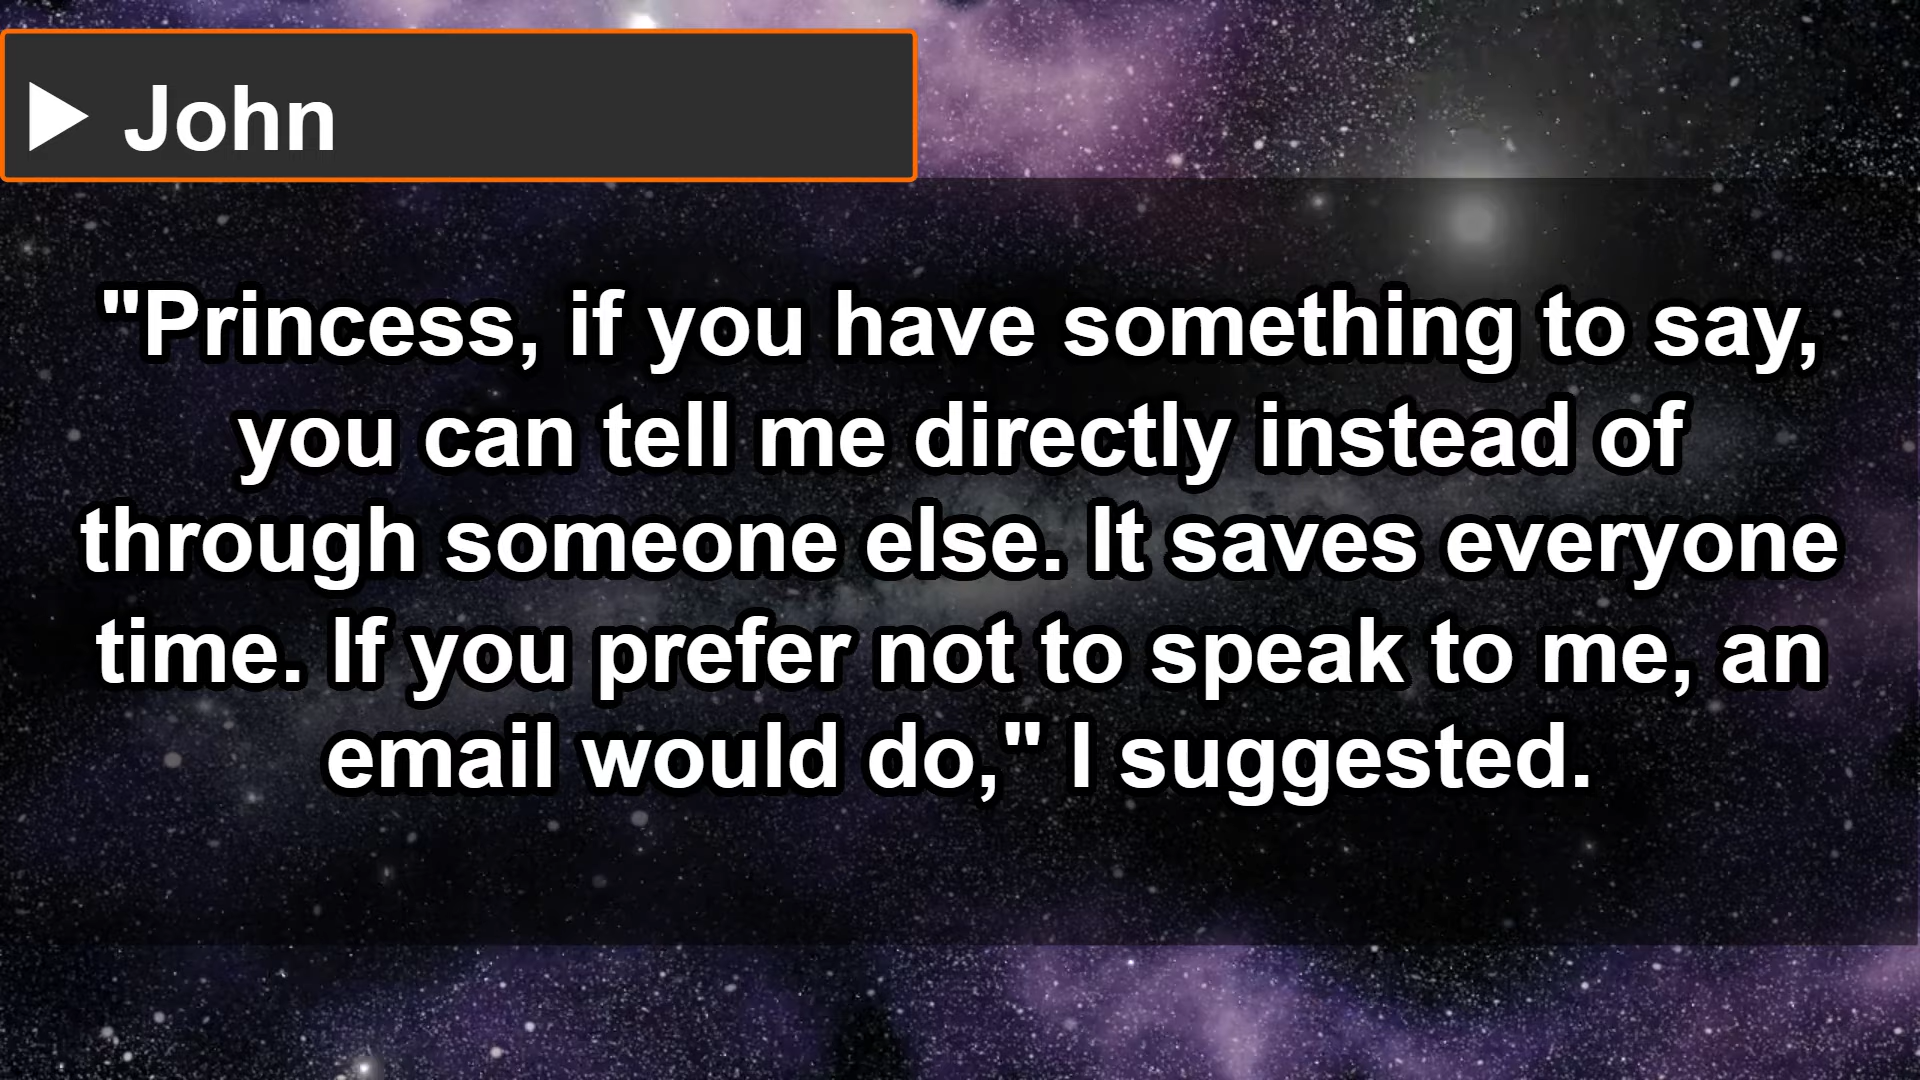 John
"Princess, if you have something to say,
you can tell me directly instead of
through someone else. It saves everyone
time. If you prefer not to speak to me, an
email would do," I suggested.